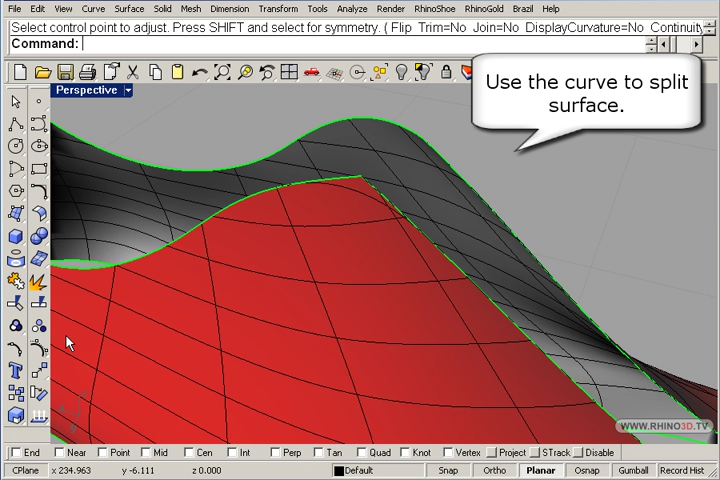 File Edit View Curve Surface Solid Mesh Dimension Transform Tools Analyze Render RhinoShoe RhinoGold Brazil Help
Select control point to adjust. Press SHIFT and select for symmetry. ( Flip Trim=No Join=No DisplayCurvature=No Continuity
Command:
Use the curve to split
surface.
Perspective
WWW.RHINO3D.TV
End Near Point Mid Cen Int Perp Tan Quad Knot Vertex Project STrack Disable
CPlane x 234.963 y -6.111 z 0.000 Default Snap Ortho Planar Osnap Gumball Record Hist